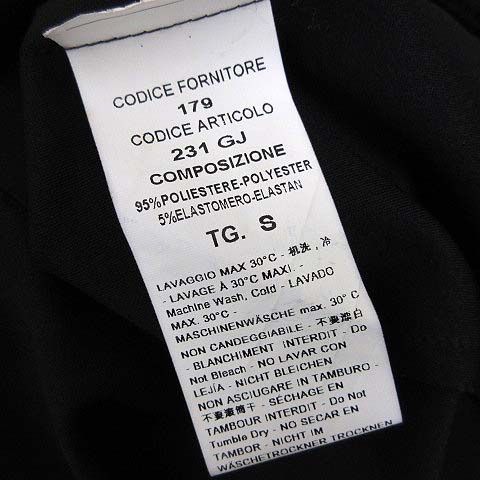 CODICE FORNITORE
179
CODICE ARTICOLO
231 GJ
COMPOSIZIONE
95%POLIESTERE-POLYESTER
5%ELASTOMERO-ELASTAN
TG. S
LAVAGGIO MAX 30°C - 机洗,冷
- LAVAGE À 30°C MAXI. -
Machine Wash, Cold - LAVADO
MAX. 30°C -
MASCHINENWÄSCHE max. 30° C
NON CANDEGGIABILE - 不要漂白
- BLANCHIMENT INTERDIT - Do
Not Bleach - NO LAVAR CON
LEJÍA - NICHT BLEICHEN
NON ASCIUGARE IN TAMBURO -
不要滚筒干 - SÉCHAGE EN
TAMBOUR INTERDIT - Do Not
Tumble Dry - NO SECAR EN
TAMBOR - NICHT IM
WÄSCHETROCKNER TROCKNEN